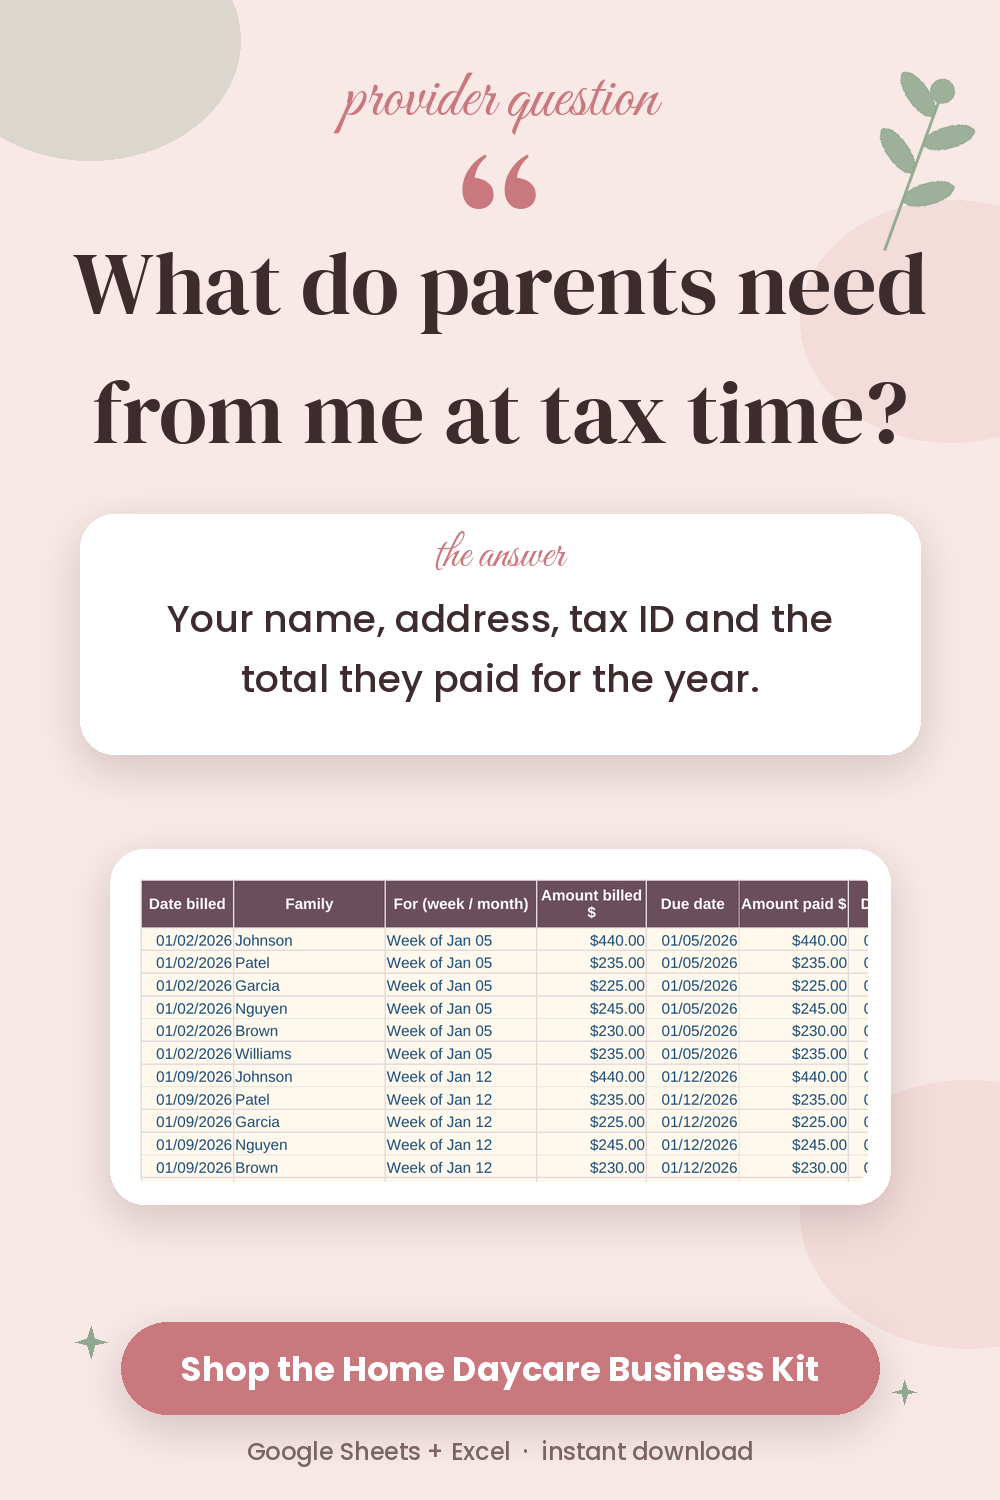 provider question
“
What do parents need
from me at tax time?
the answer
Your name, address, tax ID and the
total they paid for the year.
Date billed Family For (week / month) Amount billed $ Due date Amount paid $ D
01/02/2026 Johnson Week of Jan 05 $440.00 01/05/2026 $440.00 0
01/02/2026 Patel Week of Jan 05 $235.00 01/05/2026 $235.00 0
01/02/2026 Garcia Week of Jan 05 $225.00 01/05/2026 $225.00 0
01/02/2026 Nguyen Week of Jan 05 $245.00 01/05/2026 $245.00 0
01/02/2026 Brown Week of Jan 05 $230.00 01/05/2026 $230.00 0
01/02/2026 Williams Week of Jan 05 $235.00 01/05/2026 $235.00 0
01/09/2026 Johnson Week of Jan 12 $440.00 01/12/2026 $440.00 0
01/09/2026 Patel Week of Jan 12 $235.00 01/12/2026 $235.00 0
01/09/2026 Garcia Week of Jan 12 $225.00 01/12/2026 $225.00 0
01/09/2026 Nguyen Week of Jan 12 $245.00 01/12/2026 $245.00 0
01/09/2026 Brown Week of Jan 12 $230.00 01/12/2026 $230.00 0
Shop the Home Daycare Business Kit
Google Sheets + Excel · instant download